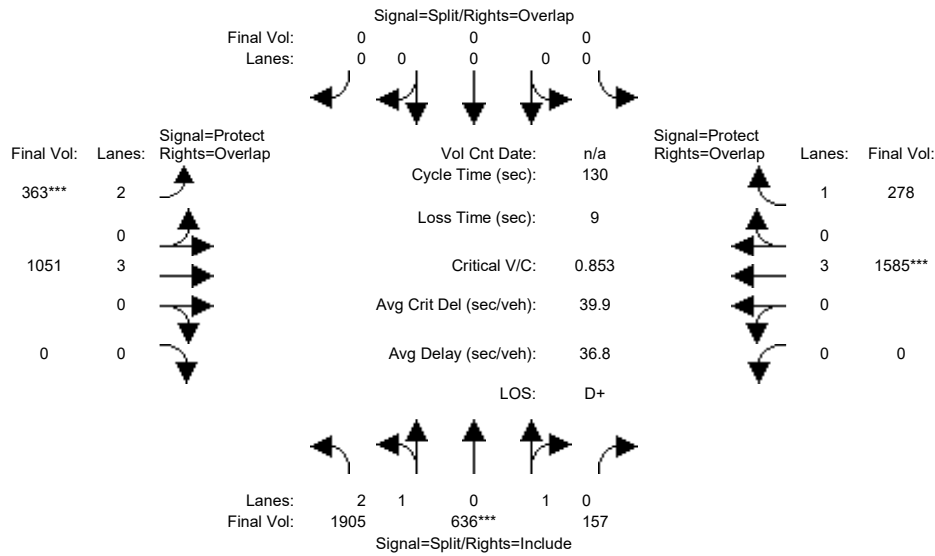 Signal=Split/Rights=Overlap
Final Vol: 0 0 0
Lanes: 0 0 0 0 0
Signal=Protect Signal=Protect
Final Vol: Lanes: Rights=Overlap Vol Cnt Date: n/a Rights=Overlap Lanes: Final Vol:
Cycle Time (sec): 130
363*** 2 1 278
Loss Time (sec): 9
0 0
1051 3 Critical V/C: 0.853 3 1585***
0 Avg Crit Del (sec/veh): 39.9 0
0 0 Avg Delay (sec/veh): 36.8 0 0
LOS: D+
Lanes: 2 1 0 1 0
Final Vol: 1905 636*** 157
Signal=Split/Rights=Include